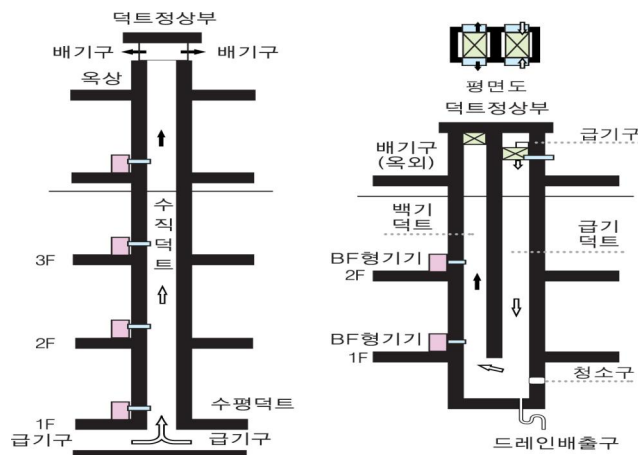 덕트정상부
배기구 배기구
옥상
수직덕트
3F
2F
수평덕트
1F
급기구 급기구
평면도
덕트정상부
급기구
배기구
(옥외)
백기
덕트
급기
덕트
BF형기기
2F
BF형기기
1F
청소구
드레인배출구